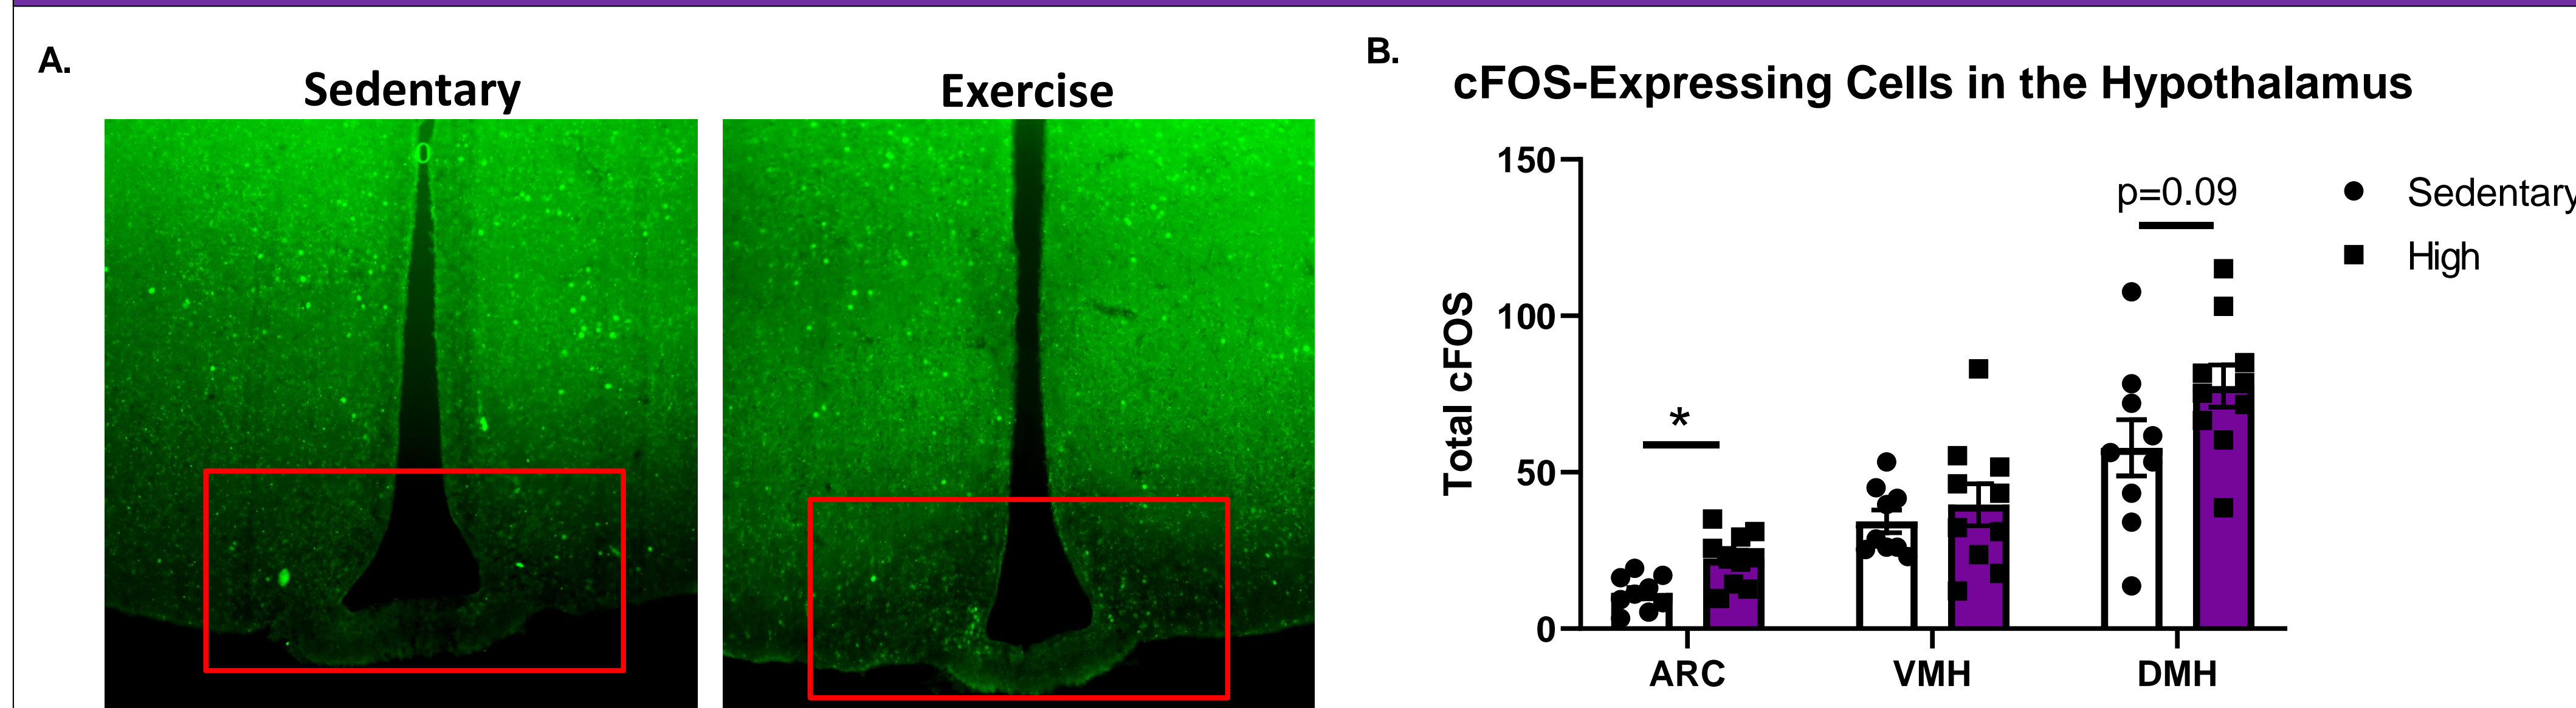 A.
Sedentary
Exercise
B.
cFOS-Expressing Cells in the Hypothalamus
Total cFOS
150
100
50
0
*
p=0.09
Sedentary
High
ARC
VMH
DMH